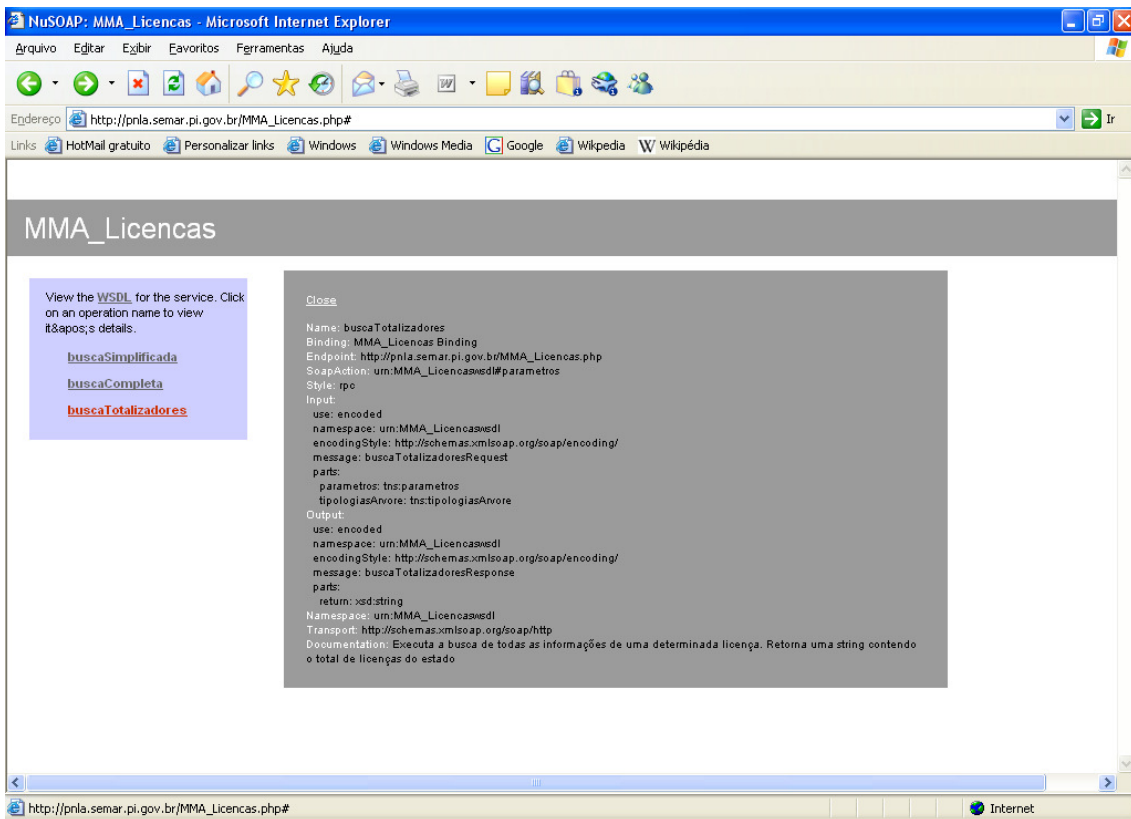 NuSOAP: MMA_Licencas - Microsoft Internet Explorer
Arquivo Editar Exibir Favoritos Ferramentas Ajuda
Endereço http://pnla.semar.pi.gov.br/MMA_Licencas.php# Ir
Links HotMail gratuito Personalizar links Windows Windows Media Google Wikpedia Wikipédia
MMA_Licencas
View the WSDL for the service. Click
on an operation name to view
it&apos;s details.
buscaSimplificada
buscaCompleta
buscaTotalizadores
Close
Name: buscaTotalizadores
Binding: MMA_Licencas Binding
Endpoint: http://pnla.semar.pi.gov.br/MMA_Licencas.php
SoapAction: urn:MMA_Licencaswsdl#parametros
Style: rpc
Input:
use: encoded
namespace: urn:MMA_Licencaswsdl
encodingStyle: http://schemas.xmlsoap.org/soap/encoding/
message: buscaTotalizadoresRequest
parts:
parametros: tns:parametros
tipologiasArvore: tns:tipologiasArvore
Output:
use: encoded
namespace: urn:MMA_Licencaswsdl
encodingStyle: http://schemas.xmlsoap.org/soap/encoding/
message: buscaTotalizadoresResponse
parts:
return: xsd:string
Namespace: urn:MMA_Licencaswsdl
Transport: http://schemas.xmlsoap.org/soap/http
Documentation: Executa a busca de todas as informações de uma determinada licença. Retorna uma string contendo
o total de licenças do estado
http://pnla.semar.pi.gov.br/MMA_Licencas.php# Internet